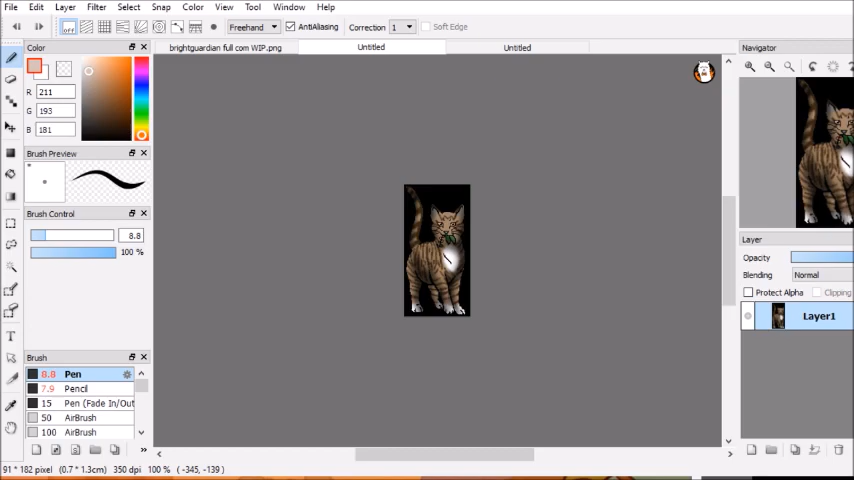 File Edit Layer Filter Select Snap Color View Tool Window Help
off Freehand AntiAliasing Correction 1 Soft Edge
Color brightguardian full com WIP.png Untitled Untitled Navigator
R 211
G 193
B 181
Brush Preview
Brush Control
8.8
100 %
Layer
Opacity
Blending Normal
Protect Alpha Clipping
Layer1
Brush
8.8 Pen
7.9 Pencil
15 Pen (Fade In/Out
50 AirBrush
100 AirBrush
91 * 182 pixel (0.7 * 1.3cm) 350 dpi 100 % ( -345, -139 )